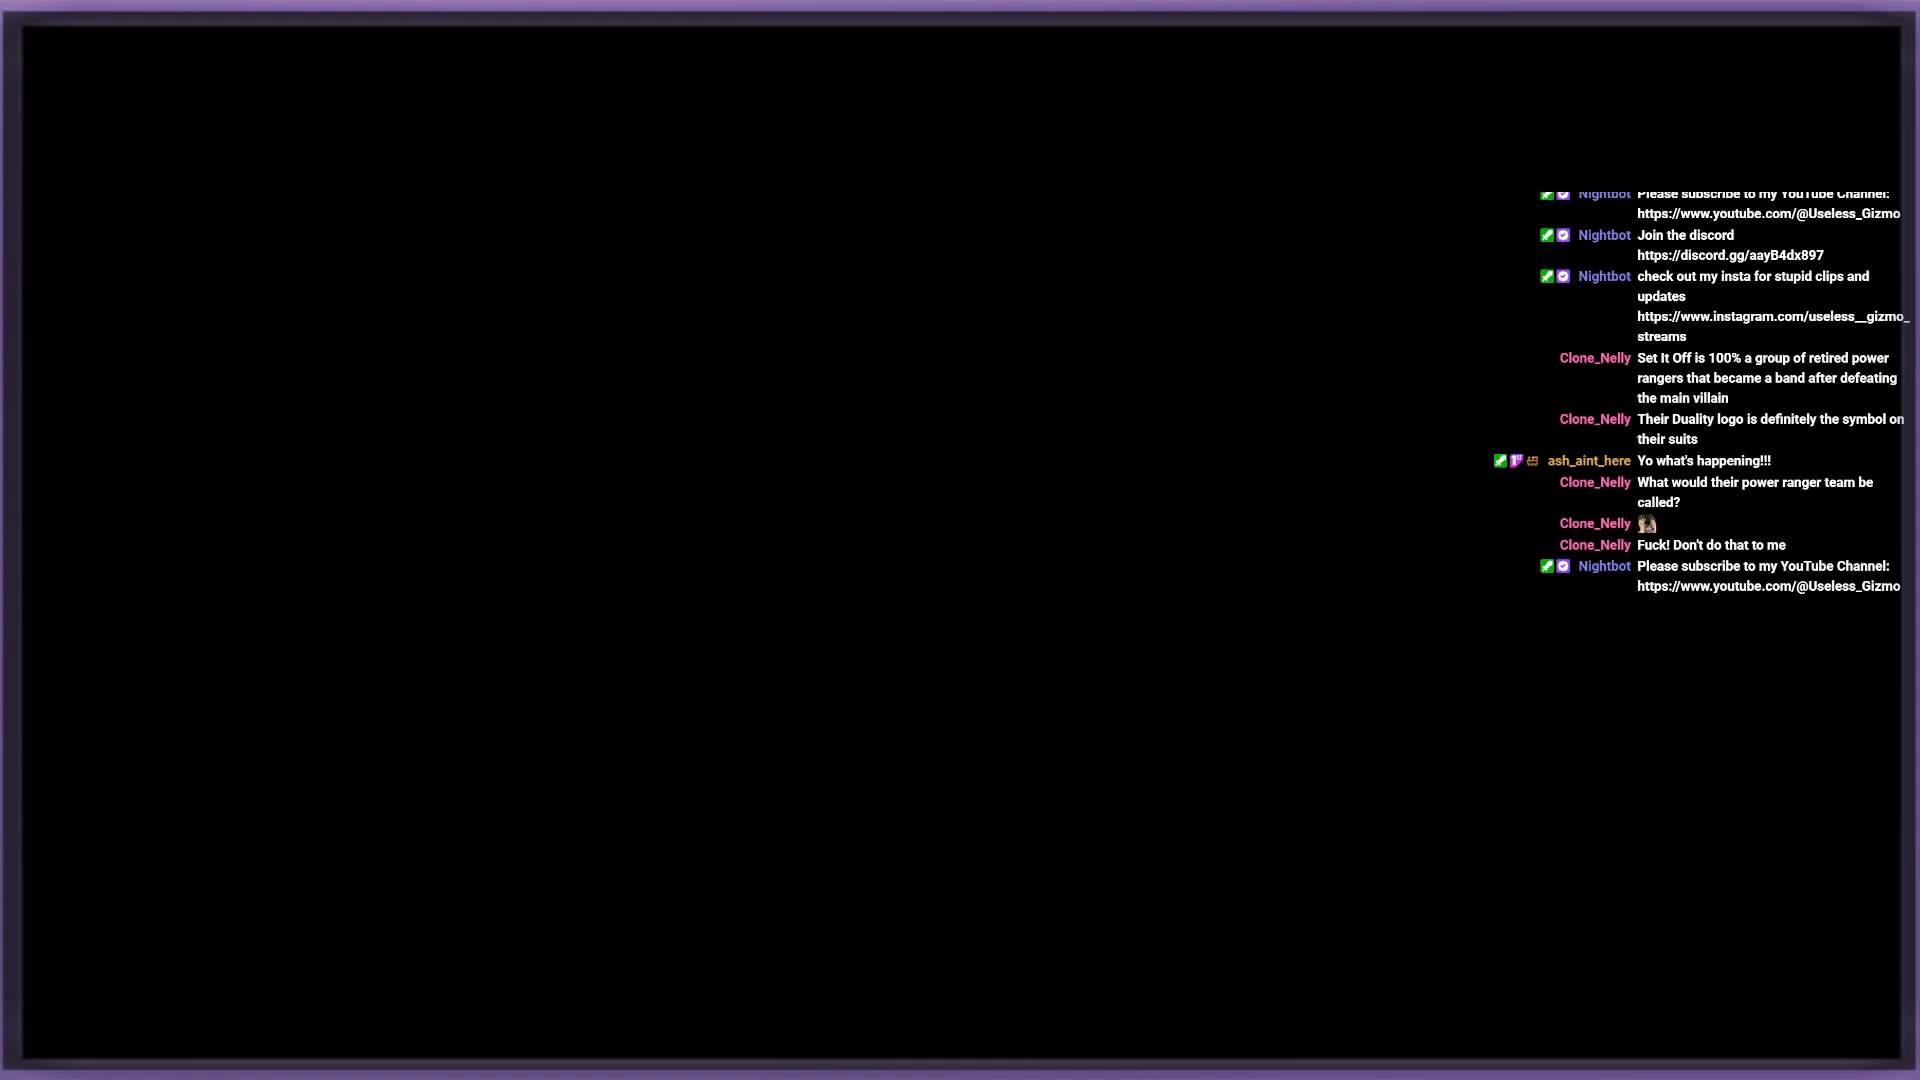 Nightbot Please subscribe to my YouTube Channel:
https://www.youtube.com/@Useless_Gizmo
Nightbot Join the discord
https://discord.gg/aayB4dx897
Nightbot check out my insta for stupid clips and
updates
https://www.instagram.com/useless__gizmo_
streams
Clone_Nelly Set It Off is 100% a group of retired power
rangers that became a band after defeating
the main villain
Clone_Nelly Their Duality logo is definitely the symbol on
their suits
ash_aint_here Yo what's happening!!!
Clone_Nelly What would their power ranger team be
called?
Clone_Nelly
Clone_Nelly Fuck! Don't do that to me
Nightbot Please subscribe to my YouTube Channel:
https://www.youtube.com/@Useless_Gizmo